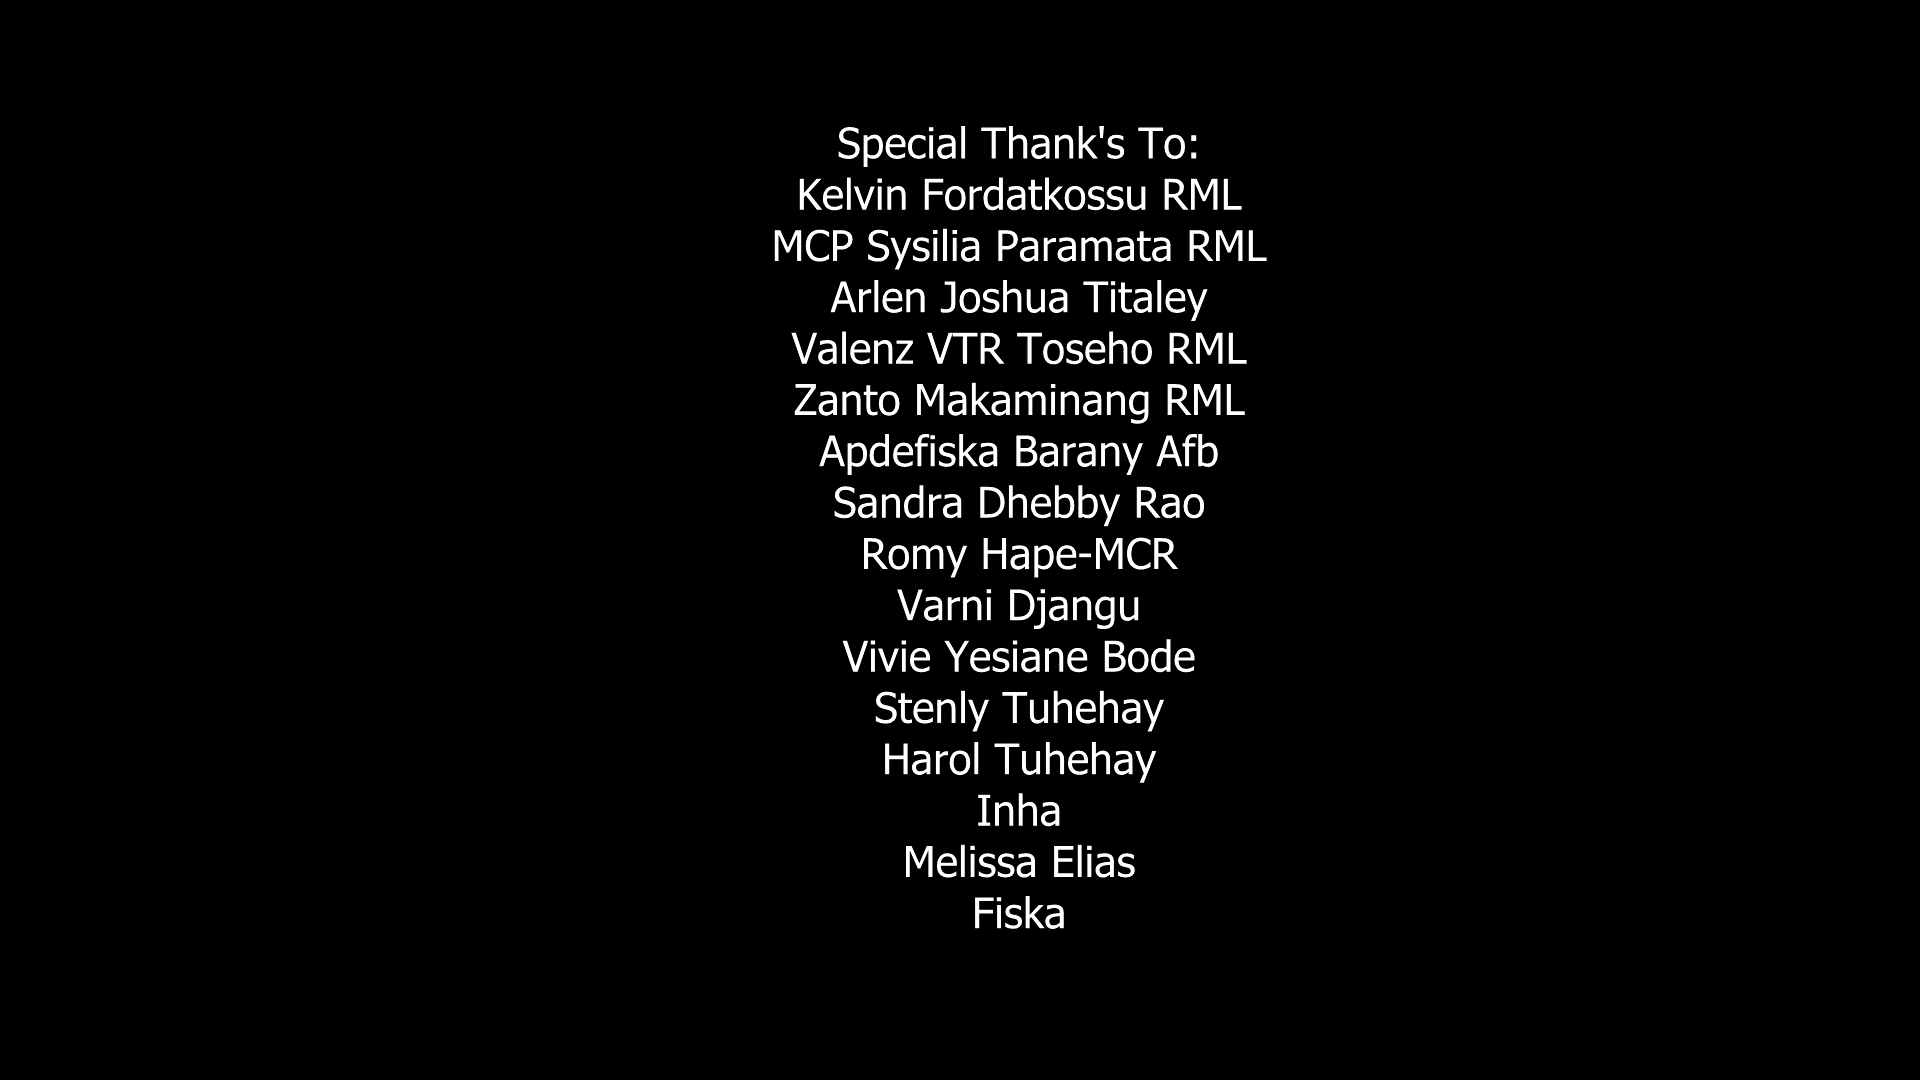 Special Thank's To:
Kelvin Fordatkossu RML
MCP Sysilia Paramata RML
Arlen Joshua Titaley
Valenz VTR Toseho RML
Zanto Makaminang RML
Apdefiska Barany Afb
Sandra Dhebby Rao
Romy Hape-MCR
Varni Djangu
Vivie Yesiane Bode
Stenly Tuhehay
Harol Tuhehay
Inha
Melissa Elias
Fiska